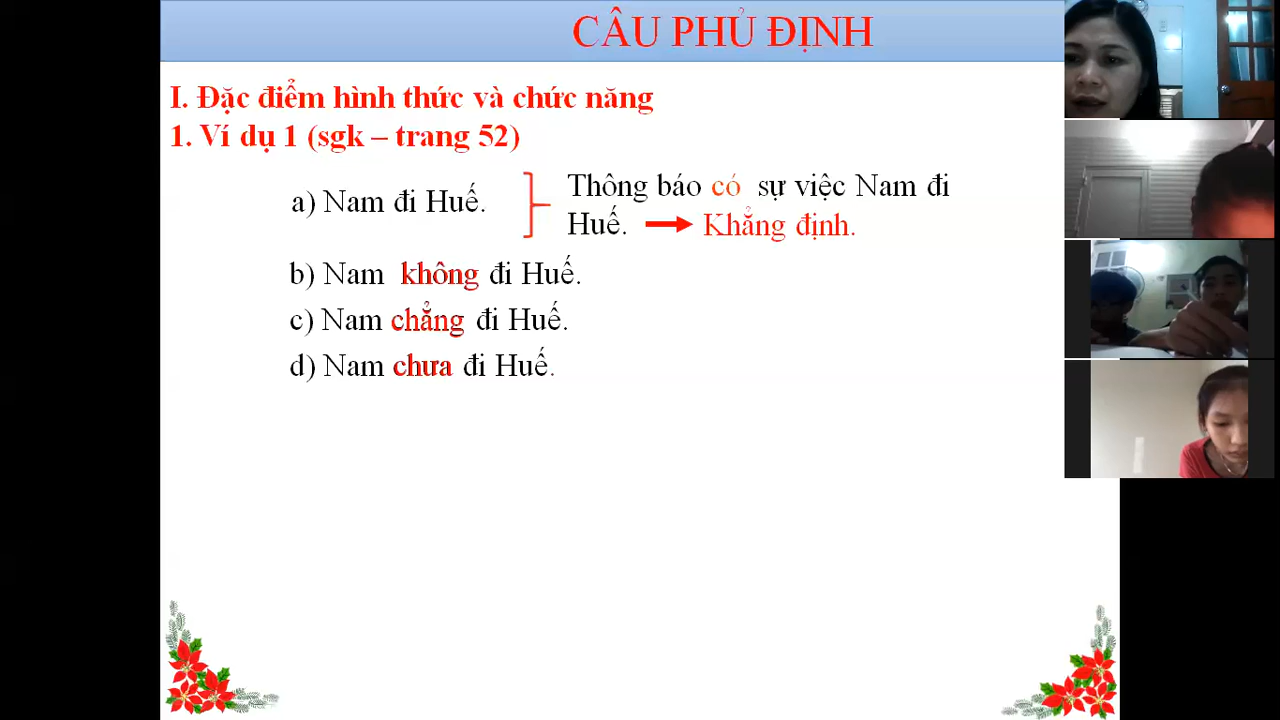 CÂU PHỦ ĐỊNH
I. Đặc điểm hình thức và chức năng
1. Ví dụ 1 (sgk – trang 52)
a) Nam đi Huế.
Thông báo có sự việc Nam đi
Huế. → Khẳng định.
b) Nam không đi Huế.
c) Nam chẳng đi Huế.
d) Nam chưa đi Huế.